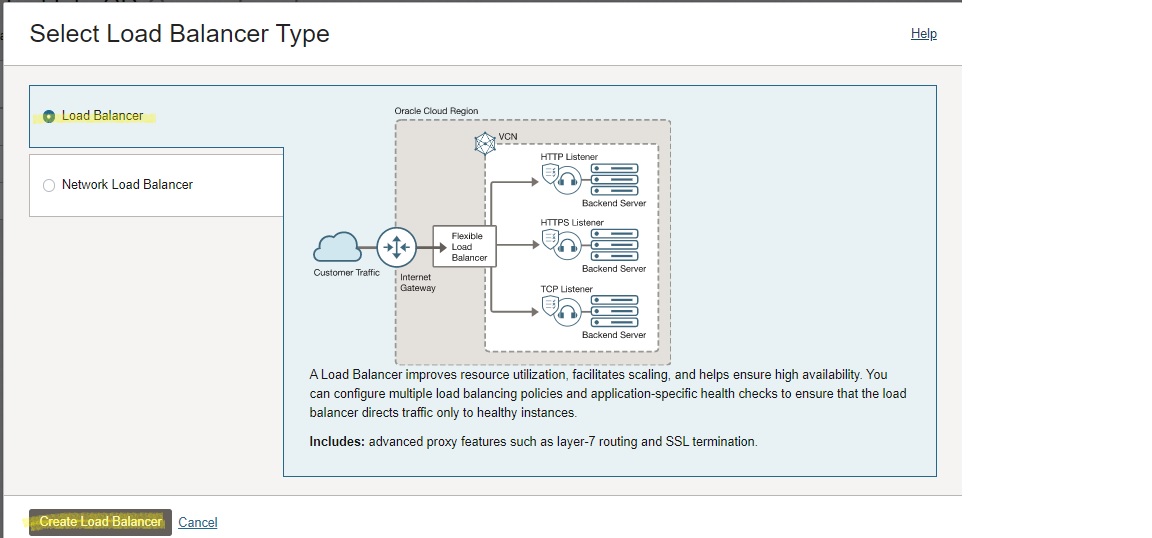 Select Load Balancer Type
Help
Load Balancer
Network Load Balancer
Oracle Cloud Region
VCN
HTTP Listener
Backend Server
HTTPS Listener
Flexible
Load
Balancer
Backend Server
Customer Traffic
Internet
Gateway
TCP Listener
Backend Server
A Load Balancer improves resource utilization, facilitates scaling, and helps ensure high availability. You
can configure multiple load balancing policies and application-specific health checks to ensure that the load
balancer directs traffic only to healthy instances.
Includes: advanced proxy features such as layer-7 routing and SSL termination.
Create Load Balancer
Cancel